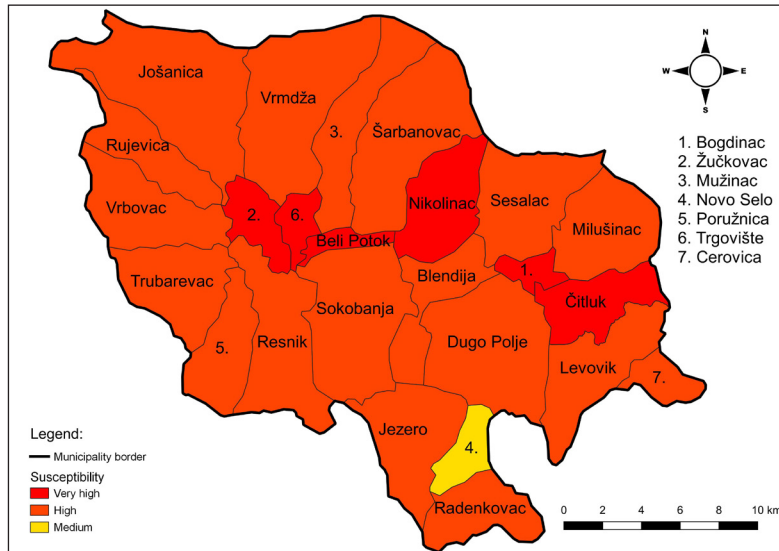 Jošanica
Vrmdža
3.
Šarbanovac
Rujevica
Vrbovac
2.
6.
Nikolinac
Sesalac
Milušinac
Beli Potok
Trubarevac
Blendija
1.
Čitluk
Sokobanja
5.
Resnik
Dugo Polje
Levovik
7.
Jezero
4.
Radenkovac
N
W
E
S
1. Bogdinac
2. Žučkovac
3. Mužinac
4. Novo Selo
5. Poružnica
6. Trgovište
7. Cerovica
Legend:
Municipality border
Susceptibility
Very high
High
Medium
0 2 4 6 8 10 km